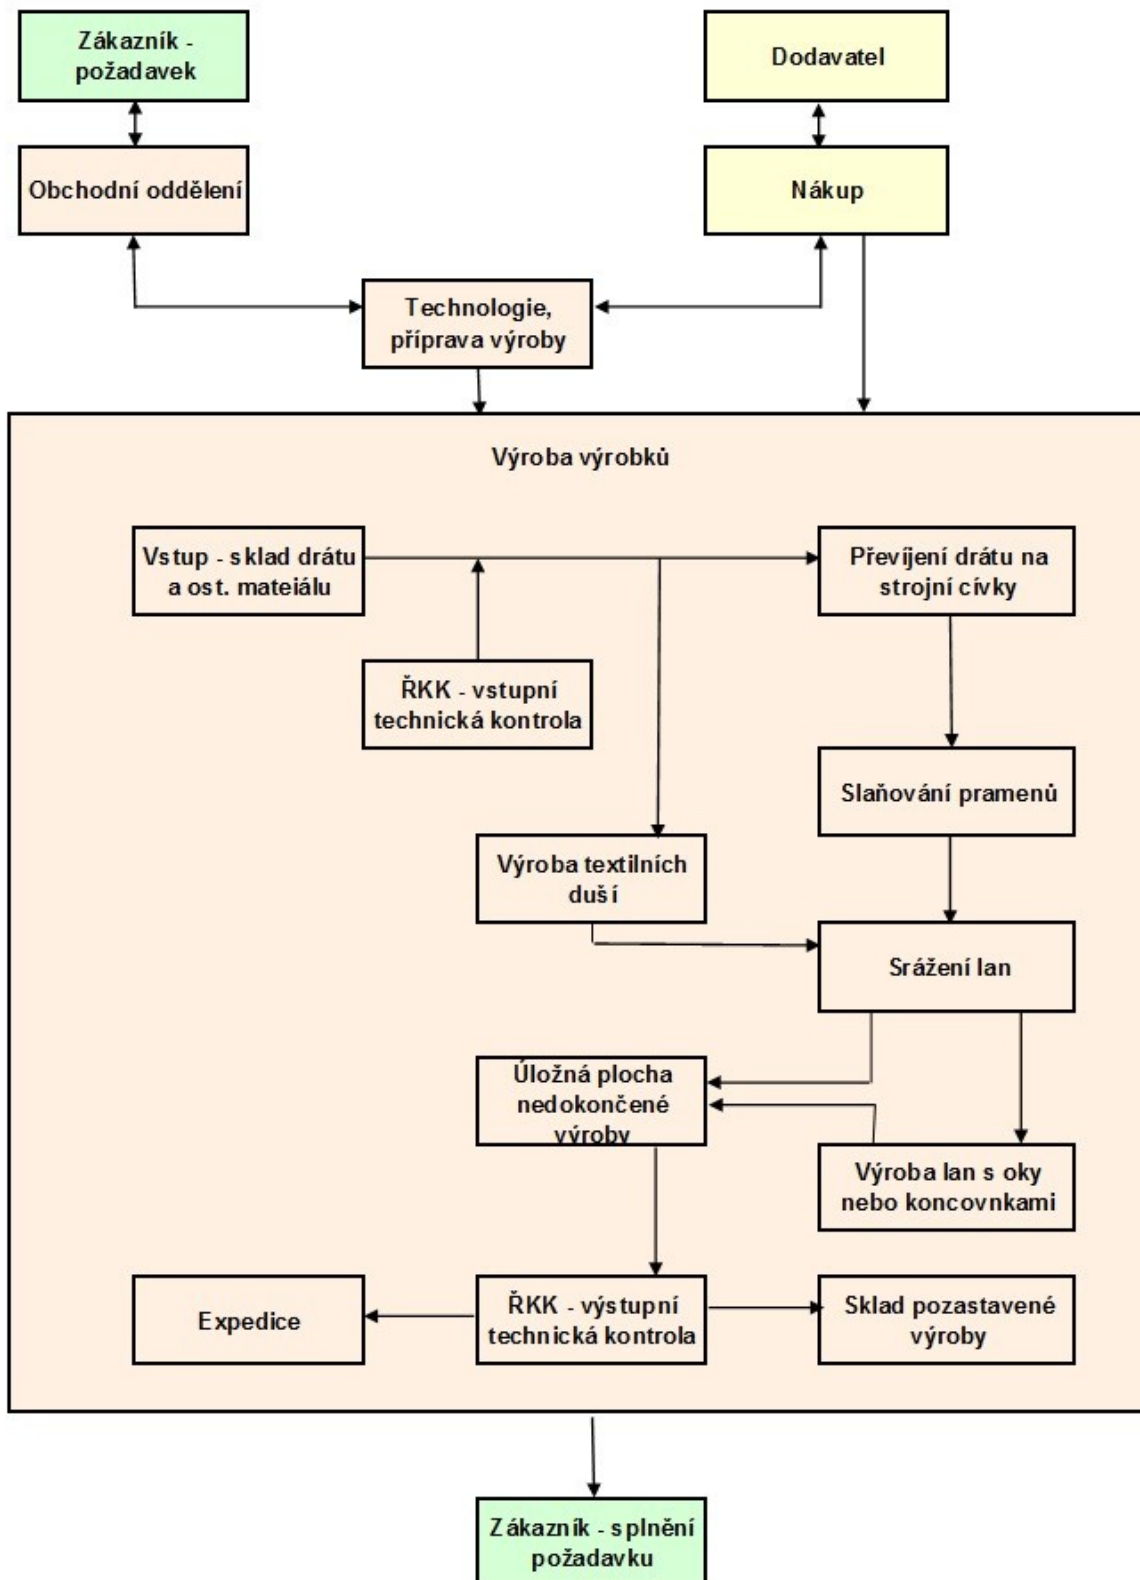 Zákazník -
požadavek
Dodavatel
Obchodní oddělení
Nákup
Technologie,
příprava výroby
Výroba výrobků
Vstup - sklad drátu
a ost. mateiálu
Převíjení drátu na
strojní cívky
ŘKK - vstupní
technická kontrola
Slaňování pramenů
Výroba textilních
duší
Srážení lan
Úložná plocha
nedokončené
výroby
Výroba lan s oky
nebo koncovnkami
Expedice
ŘKK - výstupní
technická kontrola
Sklad pozastavené
výroby
Zákazník - splnění
požadavku